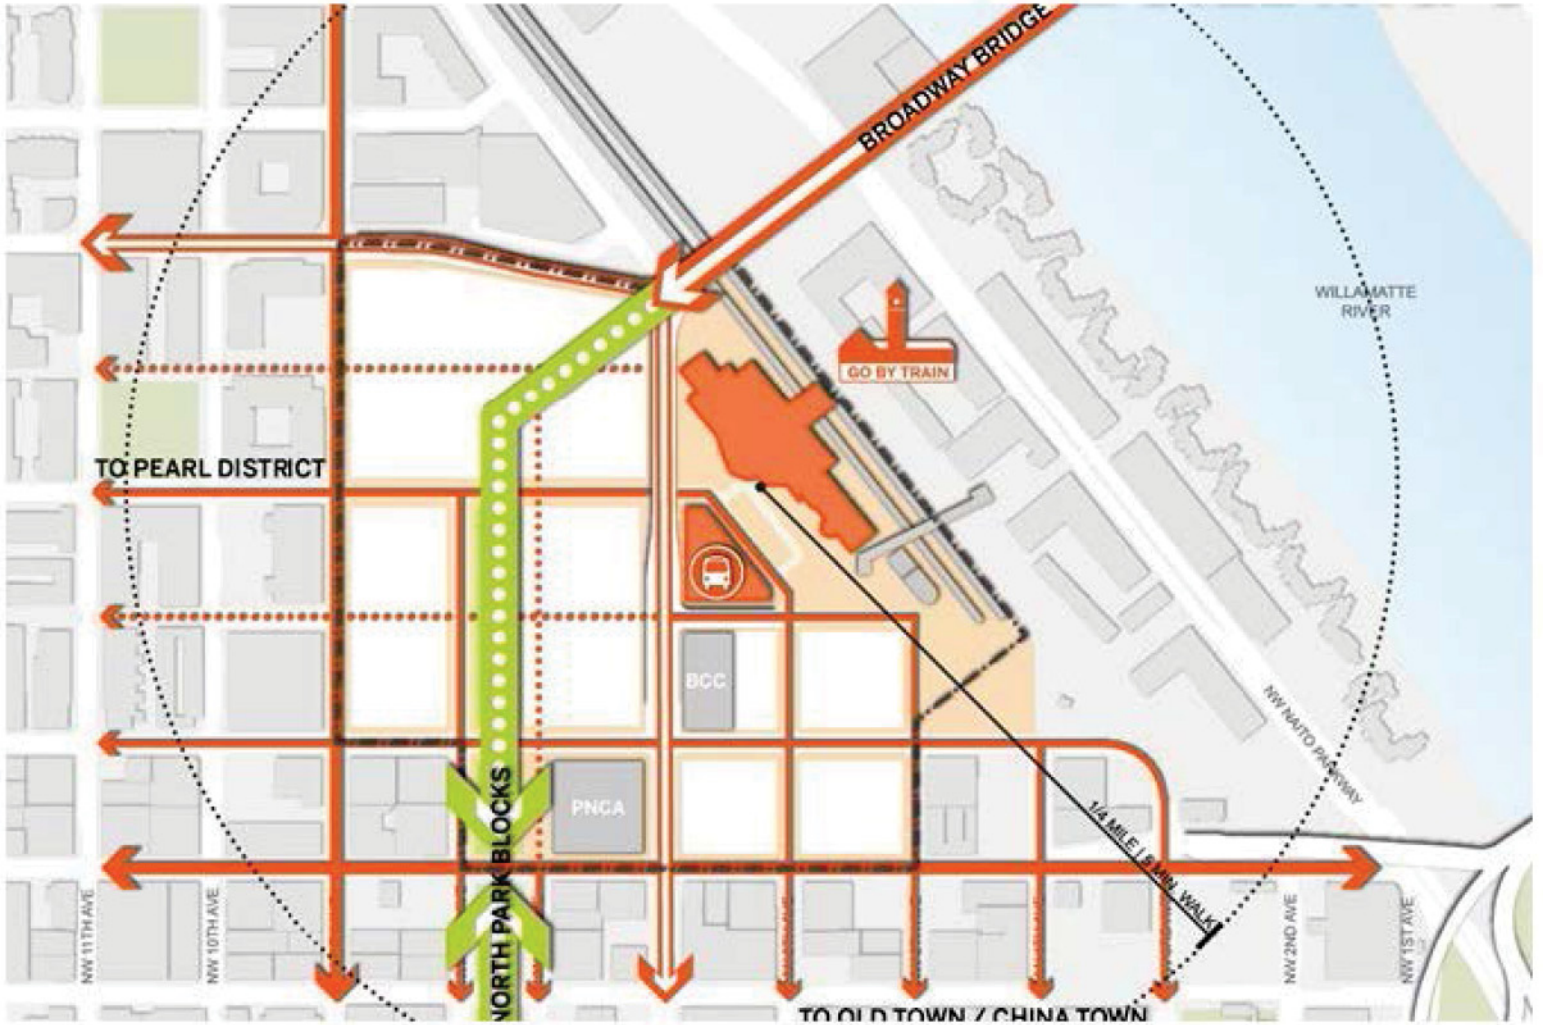 BROADWAY BRIDGE
WILLAMATTE
RIVER
GO BY TRAIN
TO PEARL DISTRICT
BCC
NW NAITO PARKWAY
PNCA
1/4 MILE | 5 MIN. WALK
NORTH PARK BLOCKS
NW 11TH AVE
NW 10TH AVE
NW 2ND AVE
NW 1ST AVE
TO OLD TOWN / CHINA TOWN